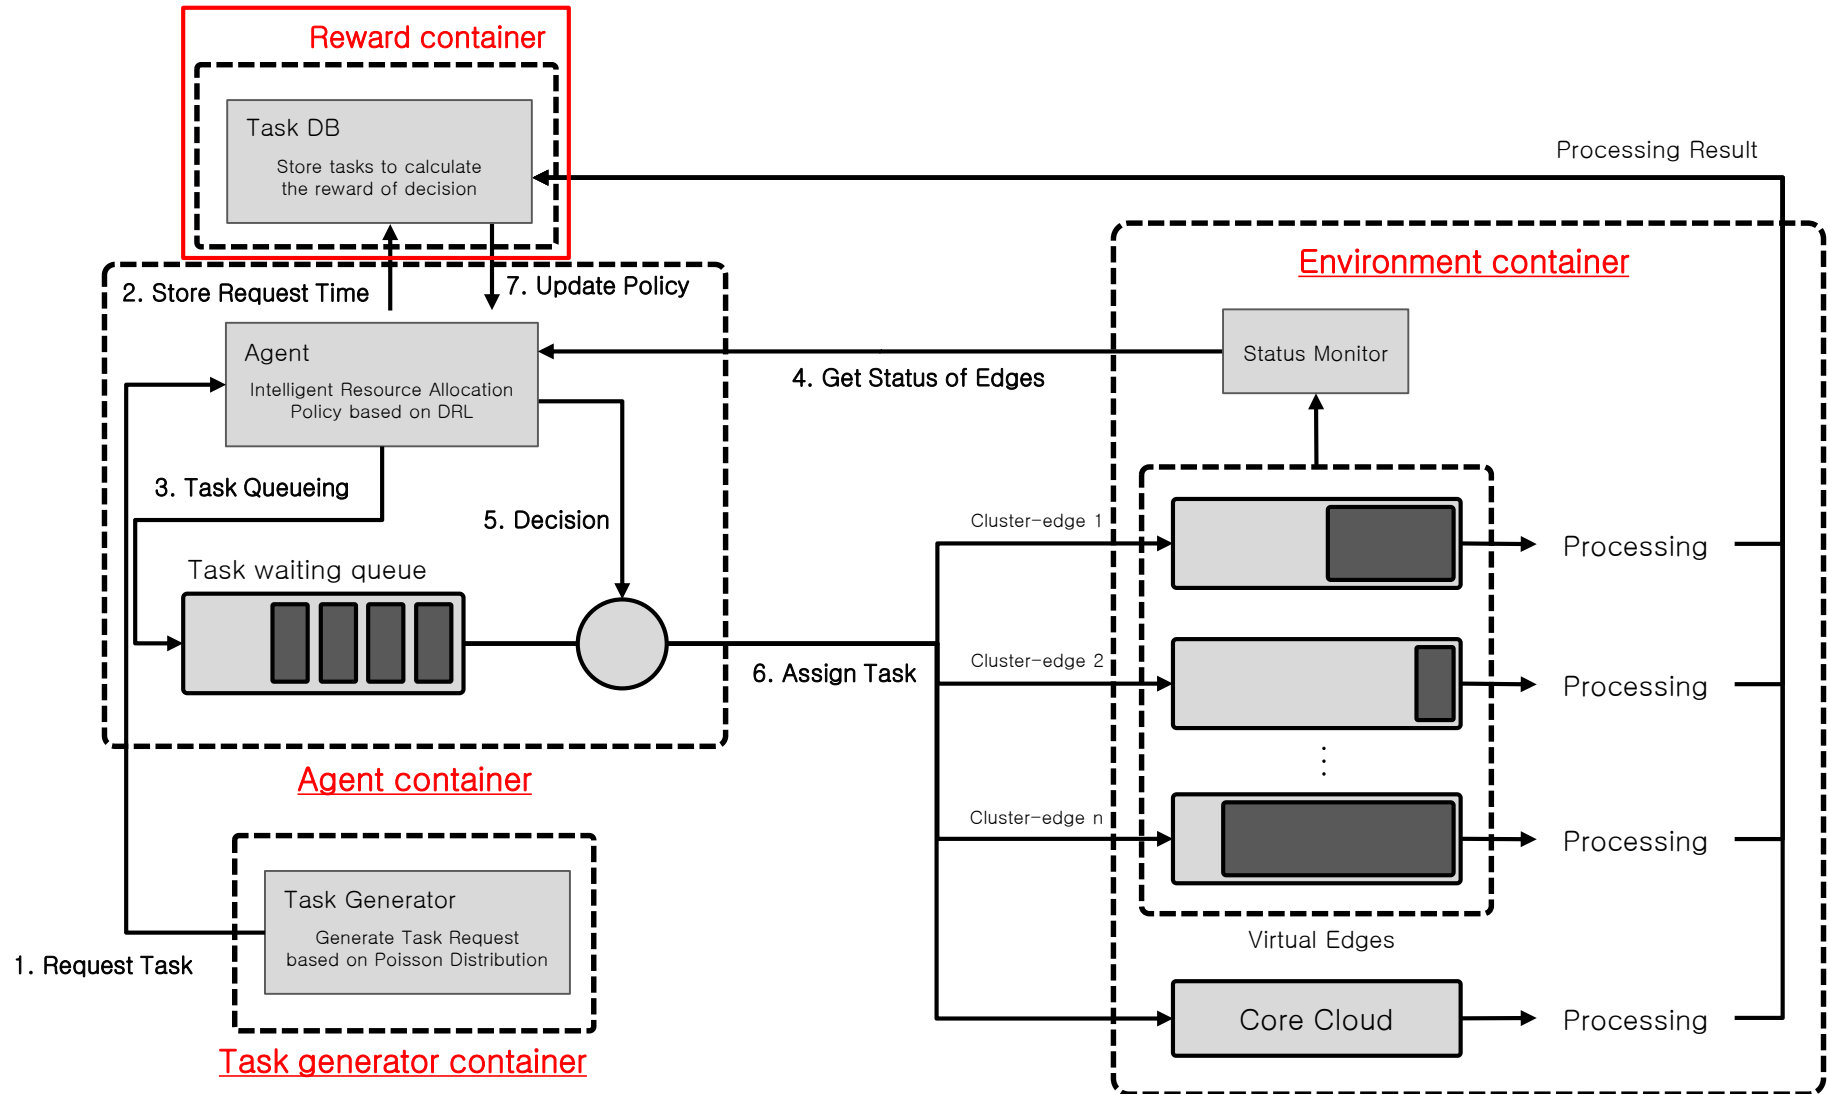 Reward container
Task DB
Store tasks to calculate
the reward of decision
Processing Result
Environment container
2. Store Request Time
7. Update Policy
Agent
Intelligent Resource Allocation
Policy based on DRL
Status Monitor
4. Get Status of Edges
3. Task Queueing
5. Decision
Task waiting queue
6. Assign Task
Cluster-edge 1
Processing
Cluster-edge 2
Processing
Cluster-edge n
Processing
Virtual Edges
Core Cloud
Processing
Agent container
Task Generator
Generate Task Request
based on Poisson Distribution
1. Request Task
Task generator container